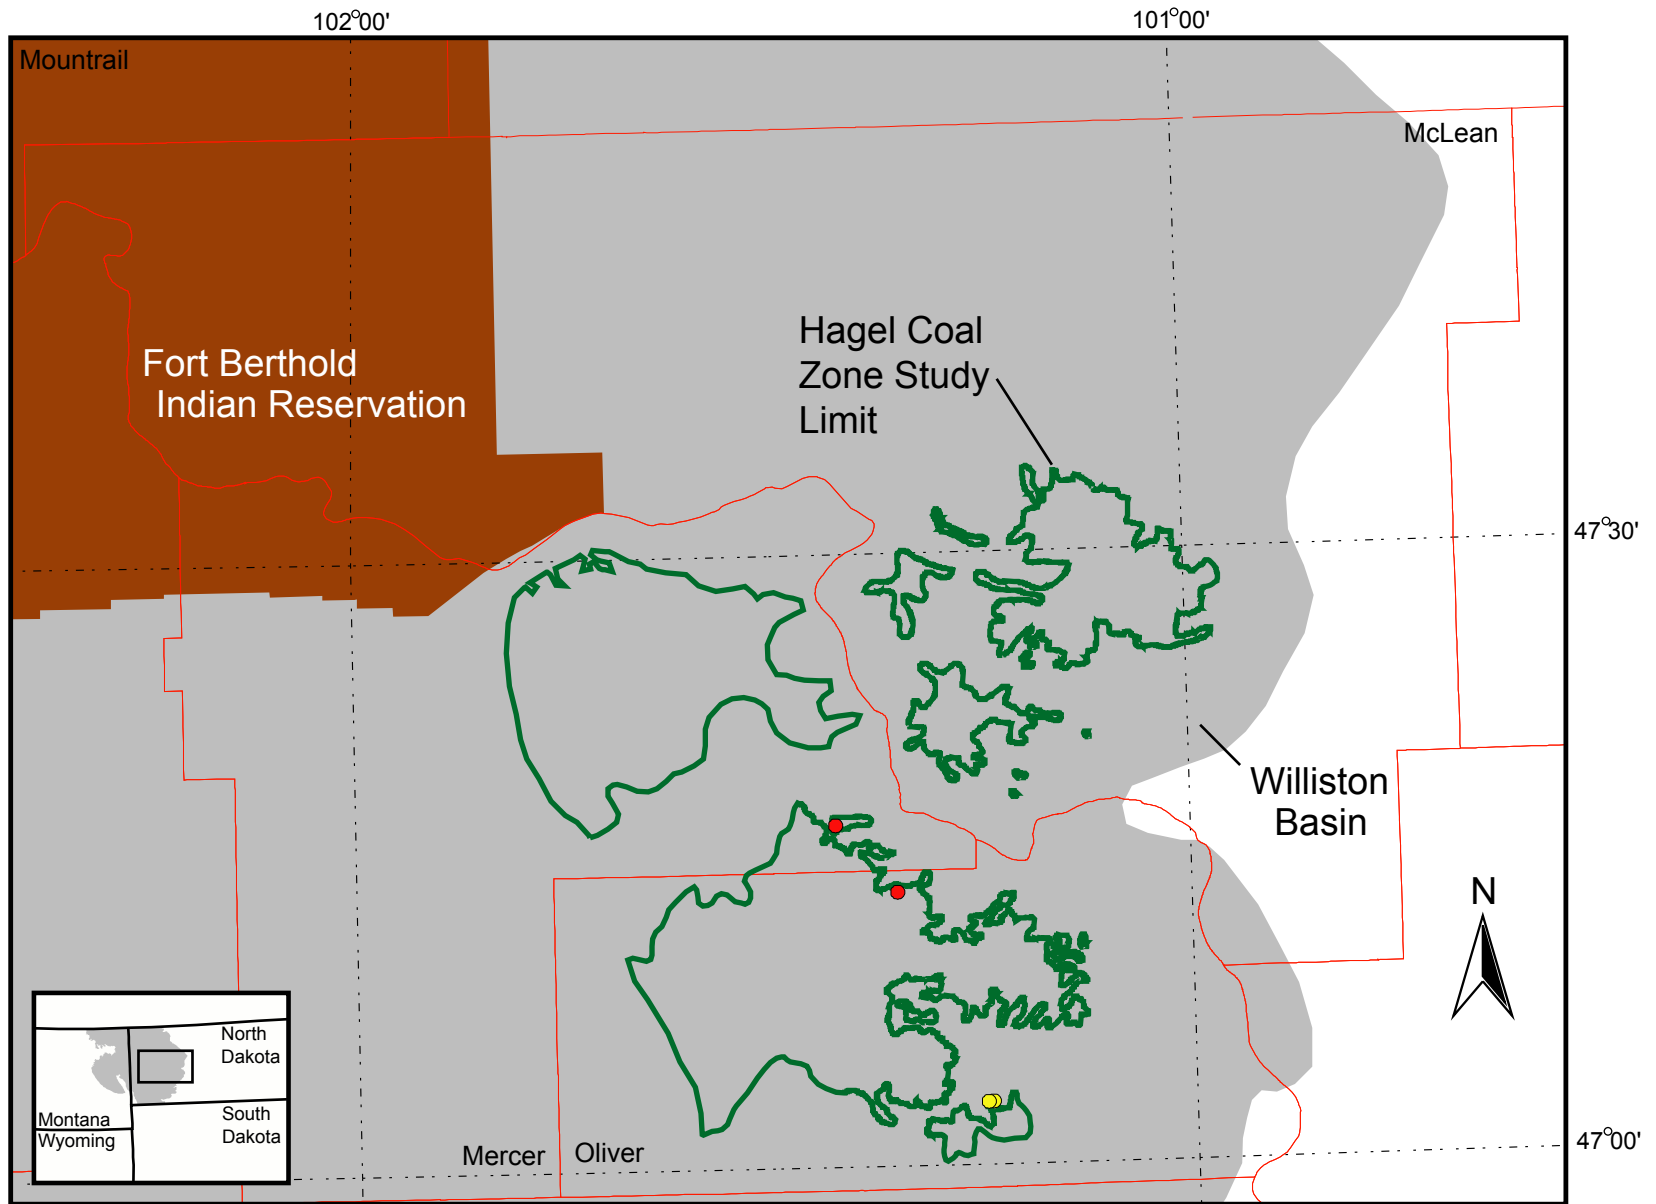 102°00'
101°00'
Mountrail
McLean
Hagel Coal
Zone Study
Limit
Fort Berthold
Indian Reservation
47°30'
Williston
Basin
N
North
Dakota
South
Dakota
Montana
Wyoming
Mercer
Oliver
47°00'